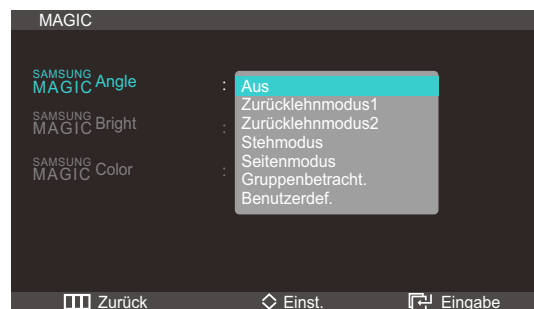 MAGIC
SAMSUNG
MAGIC Angle : Aus
Zurücklehnmodus1
SAMSUNG
MAGIC Bright : Zurücklehnmodus2
Stehmodus
SAMSUNG
MAGIC Color : Seitenmodus
Gruppenbetracht.
Benutzerdef.
Zurück Einst. Eingabe